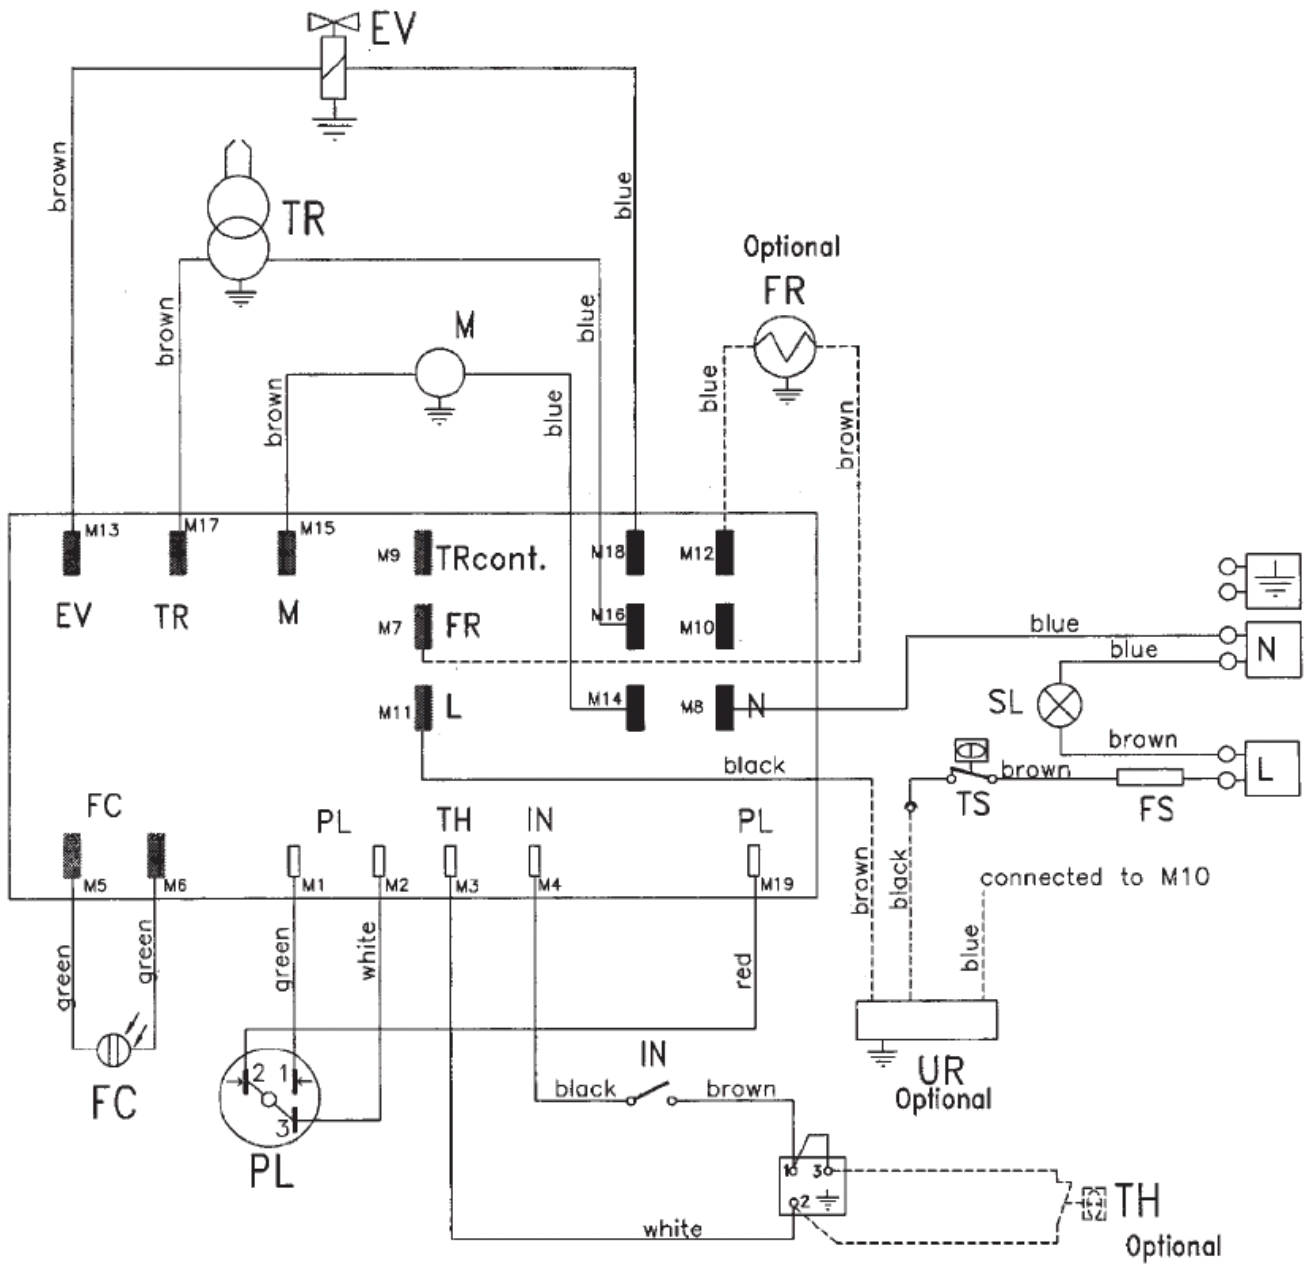 EV
brown
blue
TR
brown
blue
Optional
FR
M
blue
brown
brown
blue
M13
M17
M15
M9
TRcont.
M18
M12
EV
TR
M
M7
FR
M16
M10
M11
L
M14
M8
N
blue
N
blue
SL
brown
L
black
brown
TS
FS
FC
PL
TH
IN
PL
M5
M6
M1
M2
M3
M4
M19
brown
black
connected to M10
blue
green
green
green
white
red
FC
2
1
3
PL
IN
black
brown
UR
Optional
1
3
2
TH
Optional
white